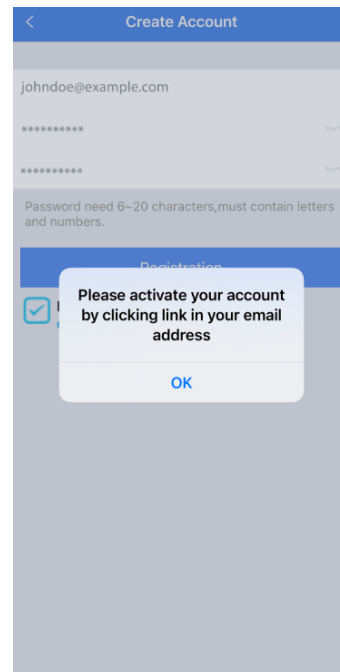 Create Account
johndoe@example.com
**********
**********
Password need 6~20 characters,must contain letters
and numbers.
Registration
Please activate your account
by clicking link in your email
address
OK